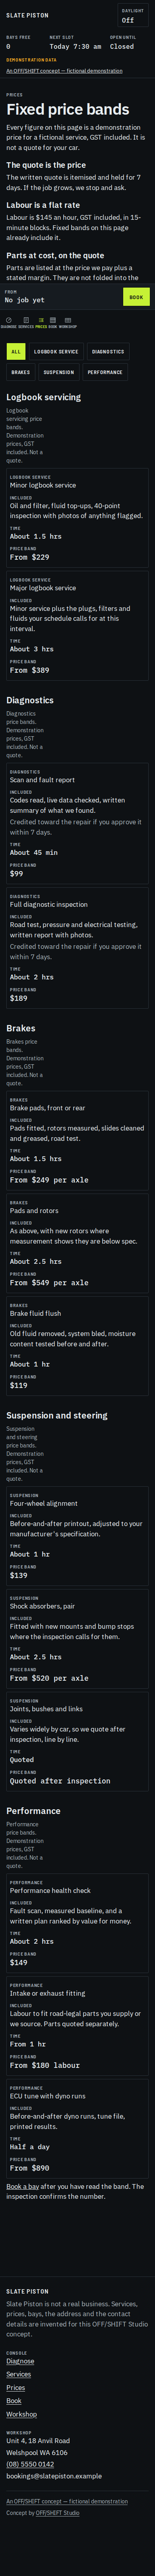 SLATE PISTON
DAYLIGHT
Off
BAYS FREE
0
NEXT SLOT
Today 7:30 am
OPEN UNTIL
Closed
DEMONSTRATION DATA
An OFF/SHIFT concept — fictional demonstration
PRICES
Fixed price bands
Every figure on this page is a demonstration
price for a fictional service, GST included. It is
not a quote for your car.
The quote is the price
The written quote is itemised and held for 7
days. If the job grows, we stop and ask.
Labour is a flat rate
Labour is $145 an hour, GST included, in 15-
minute blocks. Fixed bands on this page
already include it.
Parts at cost, on the quote
Parts are listed at the price we pay plus a
stated margin. They are not folded into the
FROM
No job yet
BOOK
DIAGNOSE
SERVICES
PRICES
BOOK
WORKSHOP
ALL
LOGBOOK SERVICE
DIAGNOSTICS
BRAKES
SUSPENSION
PERFORMANCE
Logbook servicing
Logbook
servicing price
bands.
Demonstration
prices, GST
included. Not a
quote.
LOGBOOK SERVICE
Minor logbook service
INCLUDED
Oil and filter, fluid top-ups, 40-point
inspection with photos of anything flagged.
TIME
About 1.5 hrs
PRICE BAND
From $229
LOGBOOK SERVICE
Major logbook service
INCLUDED
Minor service plus the plugs, filters and
fluids your schedule calls for at this
interval.
TIME
About 3 hrs
PRICE BAND
From $389
Diagnostics
Diagnostics
price bands.
Demonstration
prices, GST
included. Not a
quote.
DIAGNOSTICS
Scan and fault report
INCLUDED
Codes read, live data checked, written
summary of what we found.
Credited toward the repair if you approve it
within 7 days.
TIME
About 45 min
PRICE BAND
$99
DIAGNOSTICS
Full diagnostic inspection
INCLUDED
Road test, pressure and electrical testing,
written report with photos.
Credited toward the repair if you approve it
within 7 days.
TIME
About 2 hrs
PRICE BAND
$189
Brakes
Brakes price
bands.
Demonstration
prices, GST
included. Not a
quote.
BRAKES
Brake pads, front or rear
INCLUDED
Pads fitted, rotors measured, slides cleaned
and greased, road test.
TIME
About 1.5 hrs
PRICE BAND
From $249 per axle
BRAKES
Pads and rotors
INCLUDED
As above, with new rotors where
measurement shows they are below spec.
TIME
About 2.5 hrs
PRICE BAND
From $549 per axle
BRAKES
Brake fluid flush
INCLUDED
Old fluid removed, system bled, moisture
content tested before and after.
TIME
About 1 hr
PRICE BAND
$119
Suspension and steering
Suspension
and steering
price bands.
Demonstration
prices, GST
included. Not a
quote.
SUSPENSION
Four-wheel alignment
INCLUDED
Before-and-after printout, adjusted to your
manufacturer's specification.
TIME
About 1 hr
PRICE BAND
$139
SUSPENSION
Shock absorbers, pair
INCLUDED
Fitted with new mounts and bump stops
where the inspection calls for them.
TIME
About 2.5 hrs
PRICE BAND
From $520 per axle
SUSPENSION
Joints, bushes and links
INCLUDED
Varies widely by car, so we quote after
inspection, line by line.
TIME
Quoted
PRICE BAND
Quoted after inspection
Performance
Performance
price bands.
Demonstration
prices, GST
included. Not a
quote.
PERFORMANCE
Performance health check
INCLUDED
Fault scan, measured baseline, and a
written plan ranked by value for money.
TIME
About 2 hrs
PRICE BAND
$149
PERFORMANCE
Intake or exhaust fitting
INCLUDED
Labour to fit road-legal parts you supply or
we source. Parts quoted separately.
TIME
From 1 hr
PRICE BAND
From $180 labour
PERFORMANCE
ECU tune with dyno runs
INCLUDED
Before-and-after dyno runs, tune file,
printed results.
TIME
Half a day
PRICE BAND
From $890
Book a bay after you have read the band. The
inspection confirms the number.
SLATE PISTON
Slate Piston is not a real business. Services,
prices, bays, the address and the contact
details are invented for this OFF/SHIFT Studio
concept.
CONSOLE
Diagnose
Services
Prices
Book
Workshop
WORKSHOP
Unit 4, 18 Anvil Road
Welshpool WA 6106
(08) 5550 0142
bookings@slatepiston.example
An OFF/SHIFT concept — fictional demonstration
Concept by OFF/SHIFT Studio